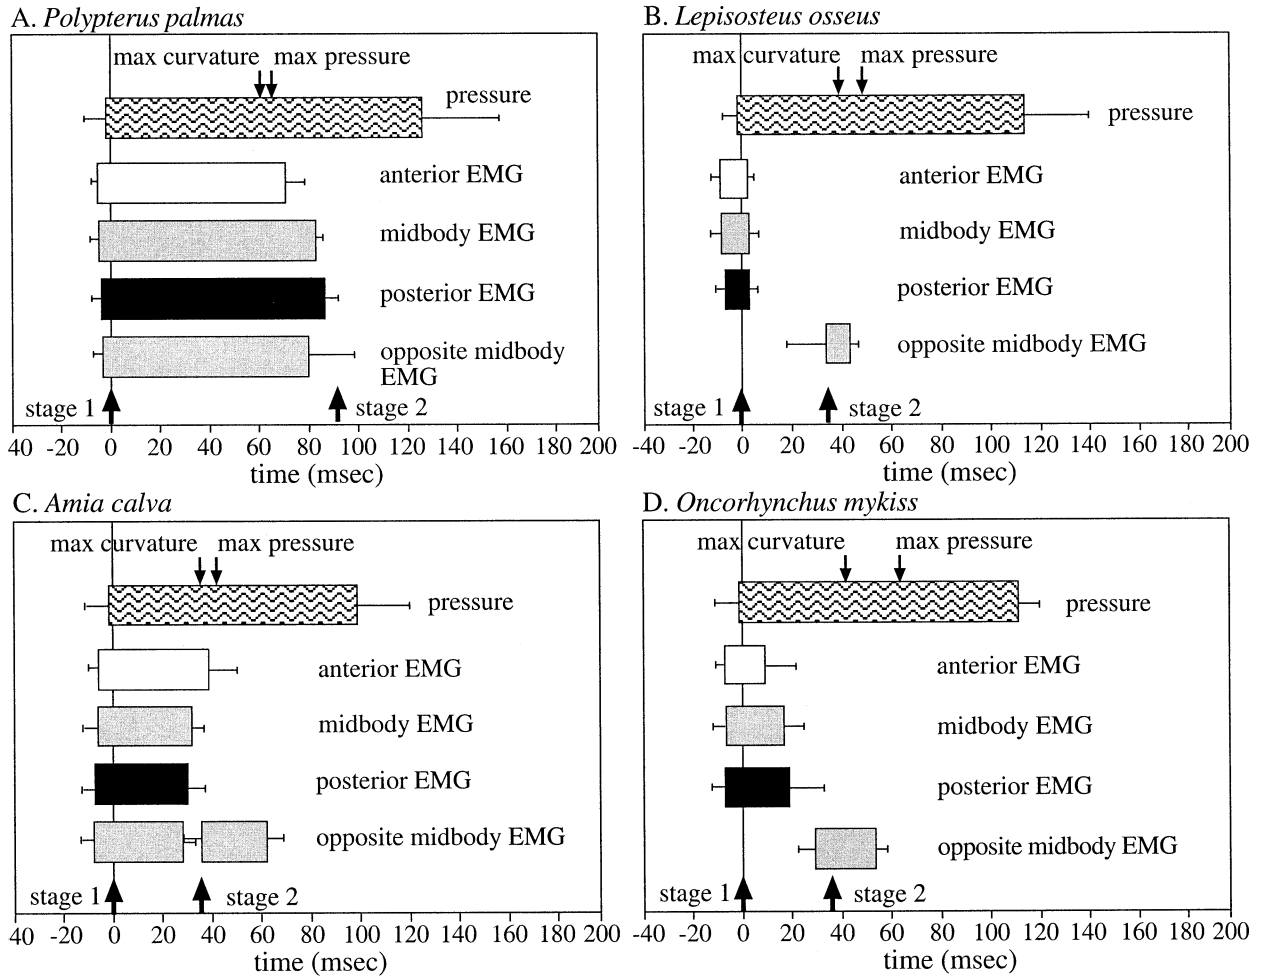 A. Polypterus palmas
max curvature max pressure
pressure
anterior EMG
midbody EMG
posterior EMG
opposite midbody
EMG
stage 1 stage 2
40 -20 0 20 40 60 80 100 120 140 160 180 200
time (msec)
B. Lepisosteus osseus
max curvature max pressure
pressure
anterior EMG
midbody EMG
posterior EMG
opposite midbody EMG
stage 1 stage 2
-40 -20 0 20 40 60 80 100 120 140 160 180 200
time (msec)
C. Amia calva
max curvature max pressure
pressure
anterior EMG
midbody EMG
posterior EMG
opposite midbody EMG
stage 1 stage 2
40 -20 0 20 40 60 80 100 120 140 160 180 200
time (msec)
D. Oncorhynchus mykiss
max curvature max pressure
pressure
anterior EMG
midbody EMG
posterior EMG
opposite midbody EMG
stage 1 stage 2
-40 -20 0 20 40 60 80 100 120 140 160 180 200
time (msec)